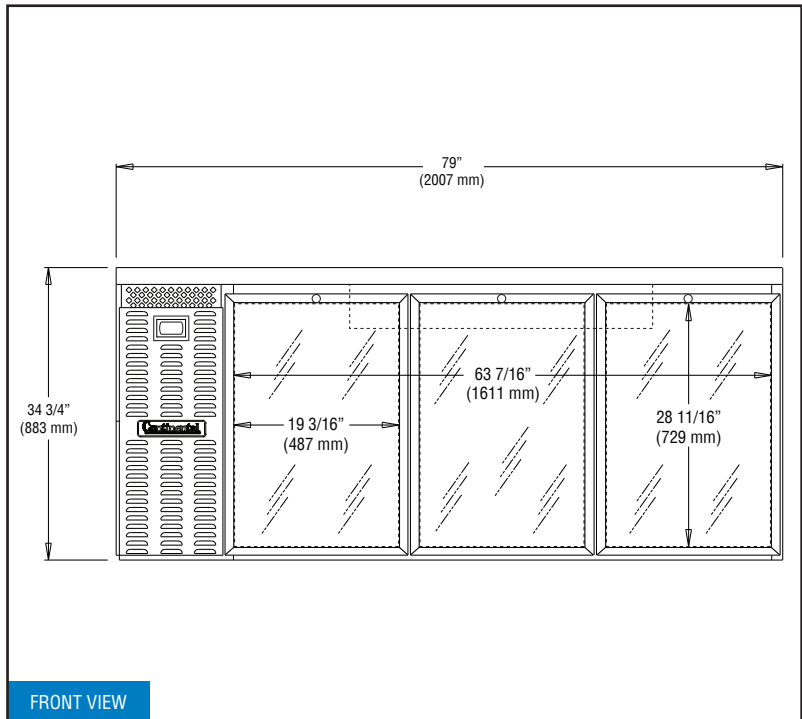 79”
(2007 mm)
34 3/4”
(883 mm)
Continental
63 7/16”
(1611 mm)
19 3/16”
(487 mm)
28 11/16”
(729 mm)
FRONT VIEW